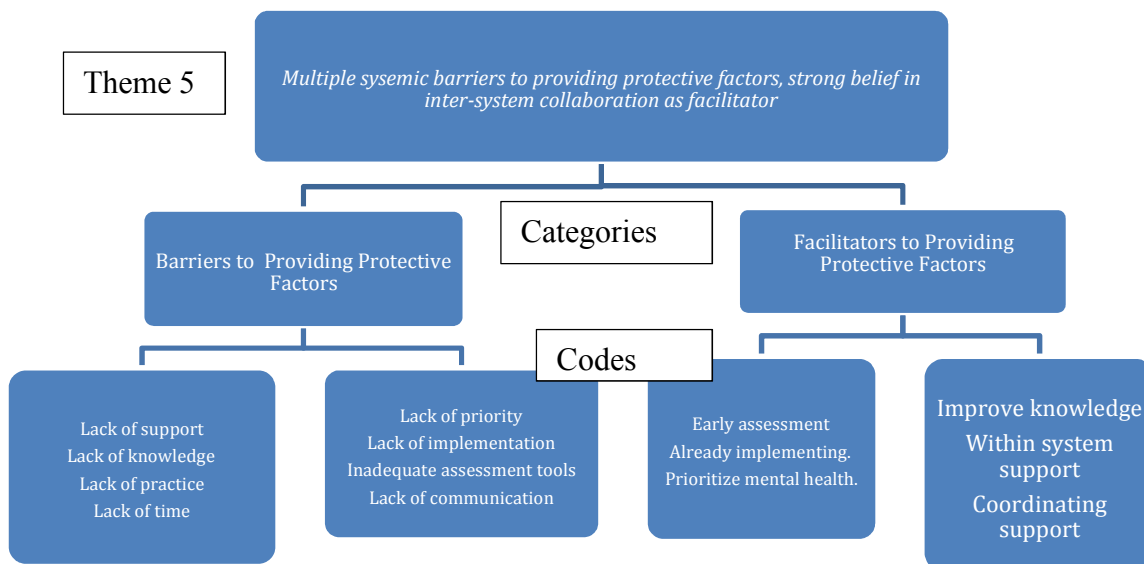 Theme 5
Multiple sysemic barriers to providing protective factors, strong belief in
inter-system collaboration as facilitator
Categories
Barriers to Providing Protective
Factors
Facilitators to Providing
Protective Factors
Codes
Lack of support
Lack of knowledge
Lack of practice
Lack of time
Lack of priority
Lack of implementation
Inadequate assessment tools
Lack of communication
Early assessment
Already implementing.
Prioritize mental health.
Improve knowledge
Within system
support
Coordinating
support